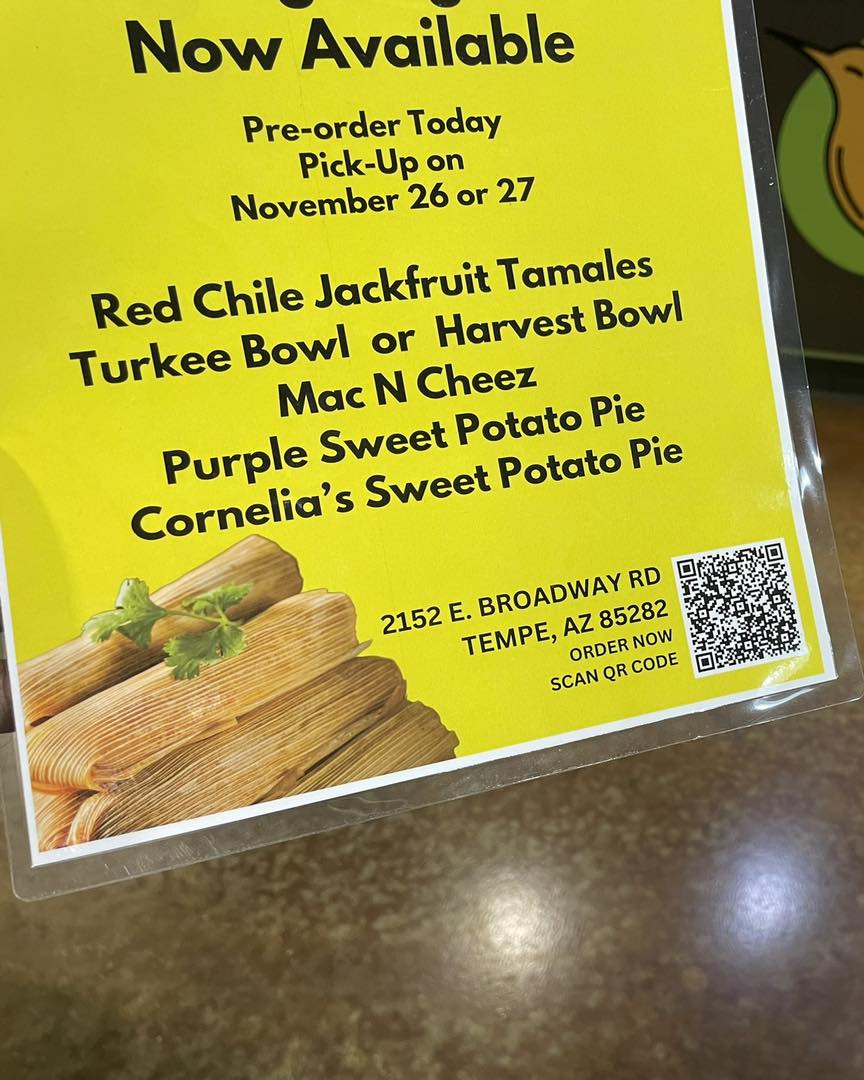 Now Available
Pre-order Today
Pick-Up on
November 26 or 27
Red Chile Jackfruit Tamales
Turkee Bowl or Harvest Bowl
Mac N Cheez
Purple Sweet Potato Pie
Cornelia's Sweet Potato Pie
2152 E. BROADWAY RD
TEMPE, AZ 85282
ORDER NOW
SCAN QR CODE